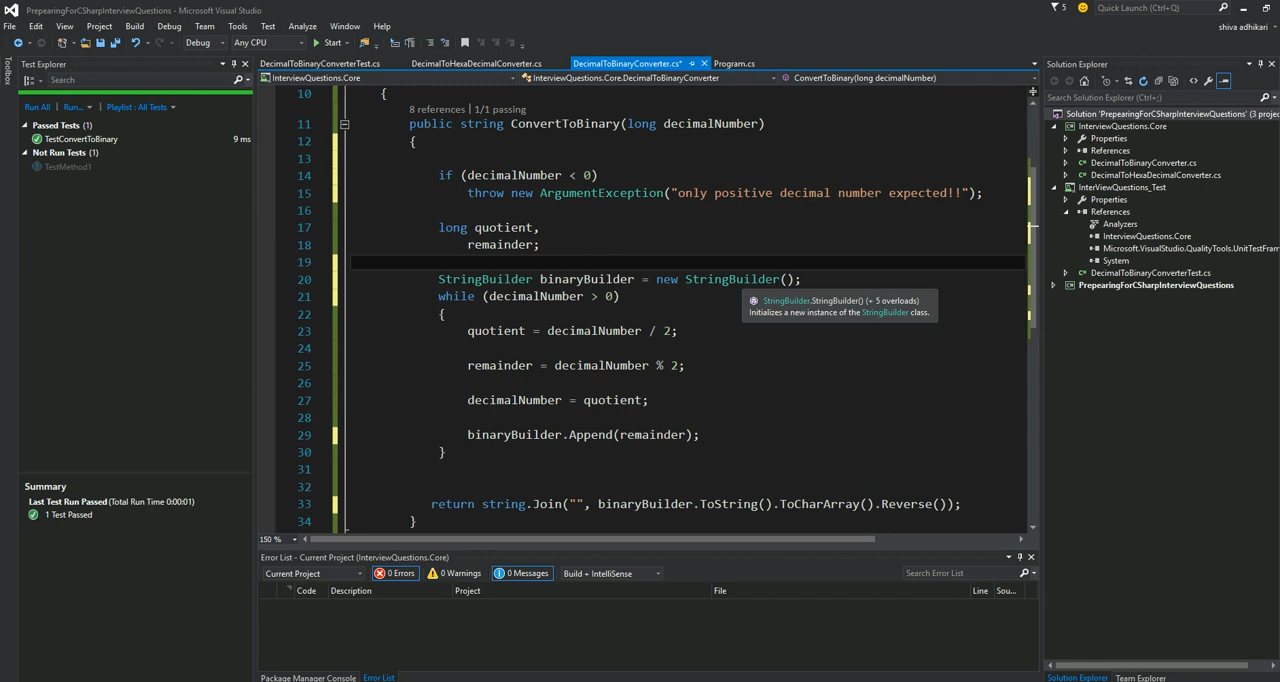 PrepearingForCSharpInterviewQuestions - Microsoft Visual Studio
5
Quick Launch (Ctrl+Q)
File Edit View Project Build Debug Team Tools Test Analyze Window Help
shiva adhikari
Debug Any CPU Start
Toolbox
Test Explorer
Search
Run All Run... Playlist : All Tests
Passed Tests (1)
TestConvertToBinary 9 ms
Not Run Tests (1)
TestMethod1
Summary
Last Test Run Passed (Total Run Time 0:00:01)
1 Test Passed
DecimalToBinaryConverterTest.cs DecimalToHexaDecimalConverter.cs DecimalToBinaryConverter.cs* Program.cs
InterviewQuestions.Core InterviewQuestions.Core.DecimalToBinaryConverter ConvertToBinary(long decimalNumber)
10 {
8 references | 1/1 passing
11 public string ConvertToBinary(long decimalNumber)
12 {
13
14 if (decimalNumber < 0)
15 throw new ArgumentException("only positive decimal number expected!!");
16
17 long quotient,
18 remainder;
19
20 StringBuilder binaryBuilder = new StringBuilder();
21 while (decimalNumber > 0)
StringBuilder.StringBuilder() (+ 5 overloads)
Initializes a new instance of the StringBuilder class.
22 {
23 quotient = decimalNumber / 2;
24
25 remainder = decimalNumber % 2;
26
27 decimalNumber = quotient;
28
29 binaryBuilder.Append(remainder);
30 }
31
32
33 return string.Join("", binaryBuilder.ToString().ToCharArray().Reverse());
34 }
150 %
Error List - Current Project (InterviewQuestions.Core)
Current Project 0 Errors 0 Warnings 0 Messages Build + IntelliSense Search Error List
Code Description Project File Line Sou...
Package Manager Console Error List
Solution Explorer
Search Solution Explorer (Ctrl+;)
Solution 'PrepearingForCSharpInterviewQuestions' (3 projec
InterviewQuestions.Core
Properties
References
DecimalToBinaryConverter.cs
DecimalToHexaDecimalConverter.cs
InterViewQuestions_Test
Properties
References
Analyzers
InterviewQuestions.Core
Microsoft.VisualStudio.QualityTools.UnitTestFram
System
DecimalToBinaryConverterTest.cs
PrepearingForCSharpInterviewQuestions
Solution Explorer Team Explorer